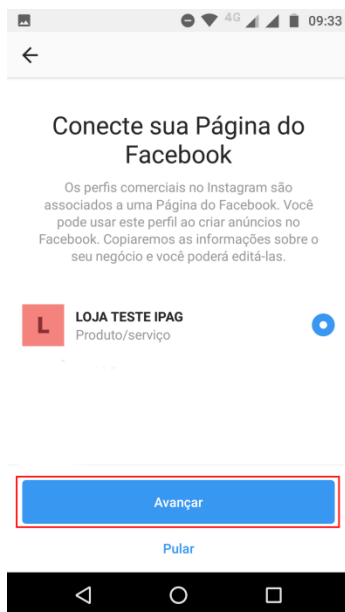 4G 09:33
Conecte sua Página do
Facebook
Os perfis comerciais no Instagram são
associados a uma Página do Facebook. Você
pode usar este perfil ao criar anúncios no
Facebook. Copiaremos as informações sobre o
seu negócio e você poderá editá-las.
L
LOJA TESTE IPAG
Produto/serviço
Avançar
Pular